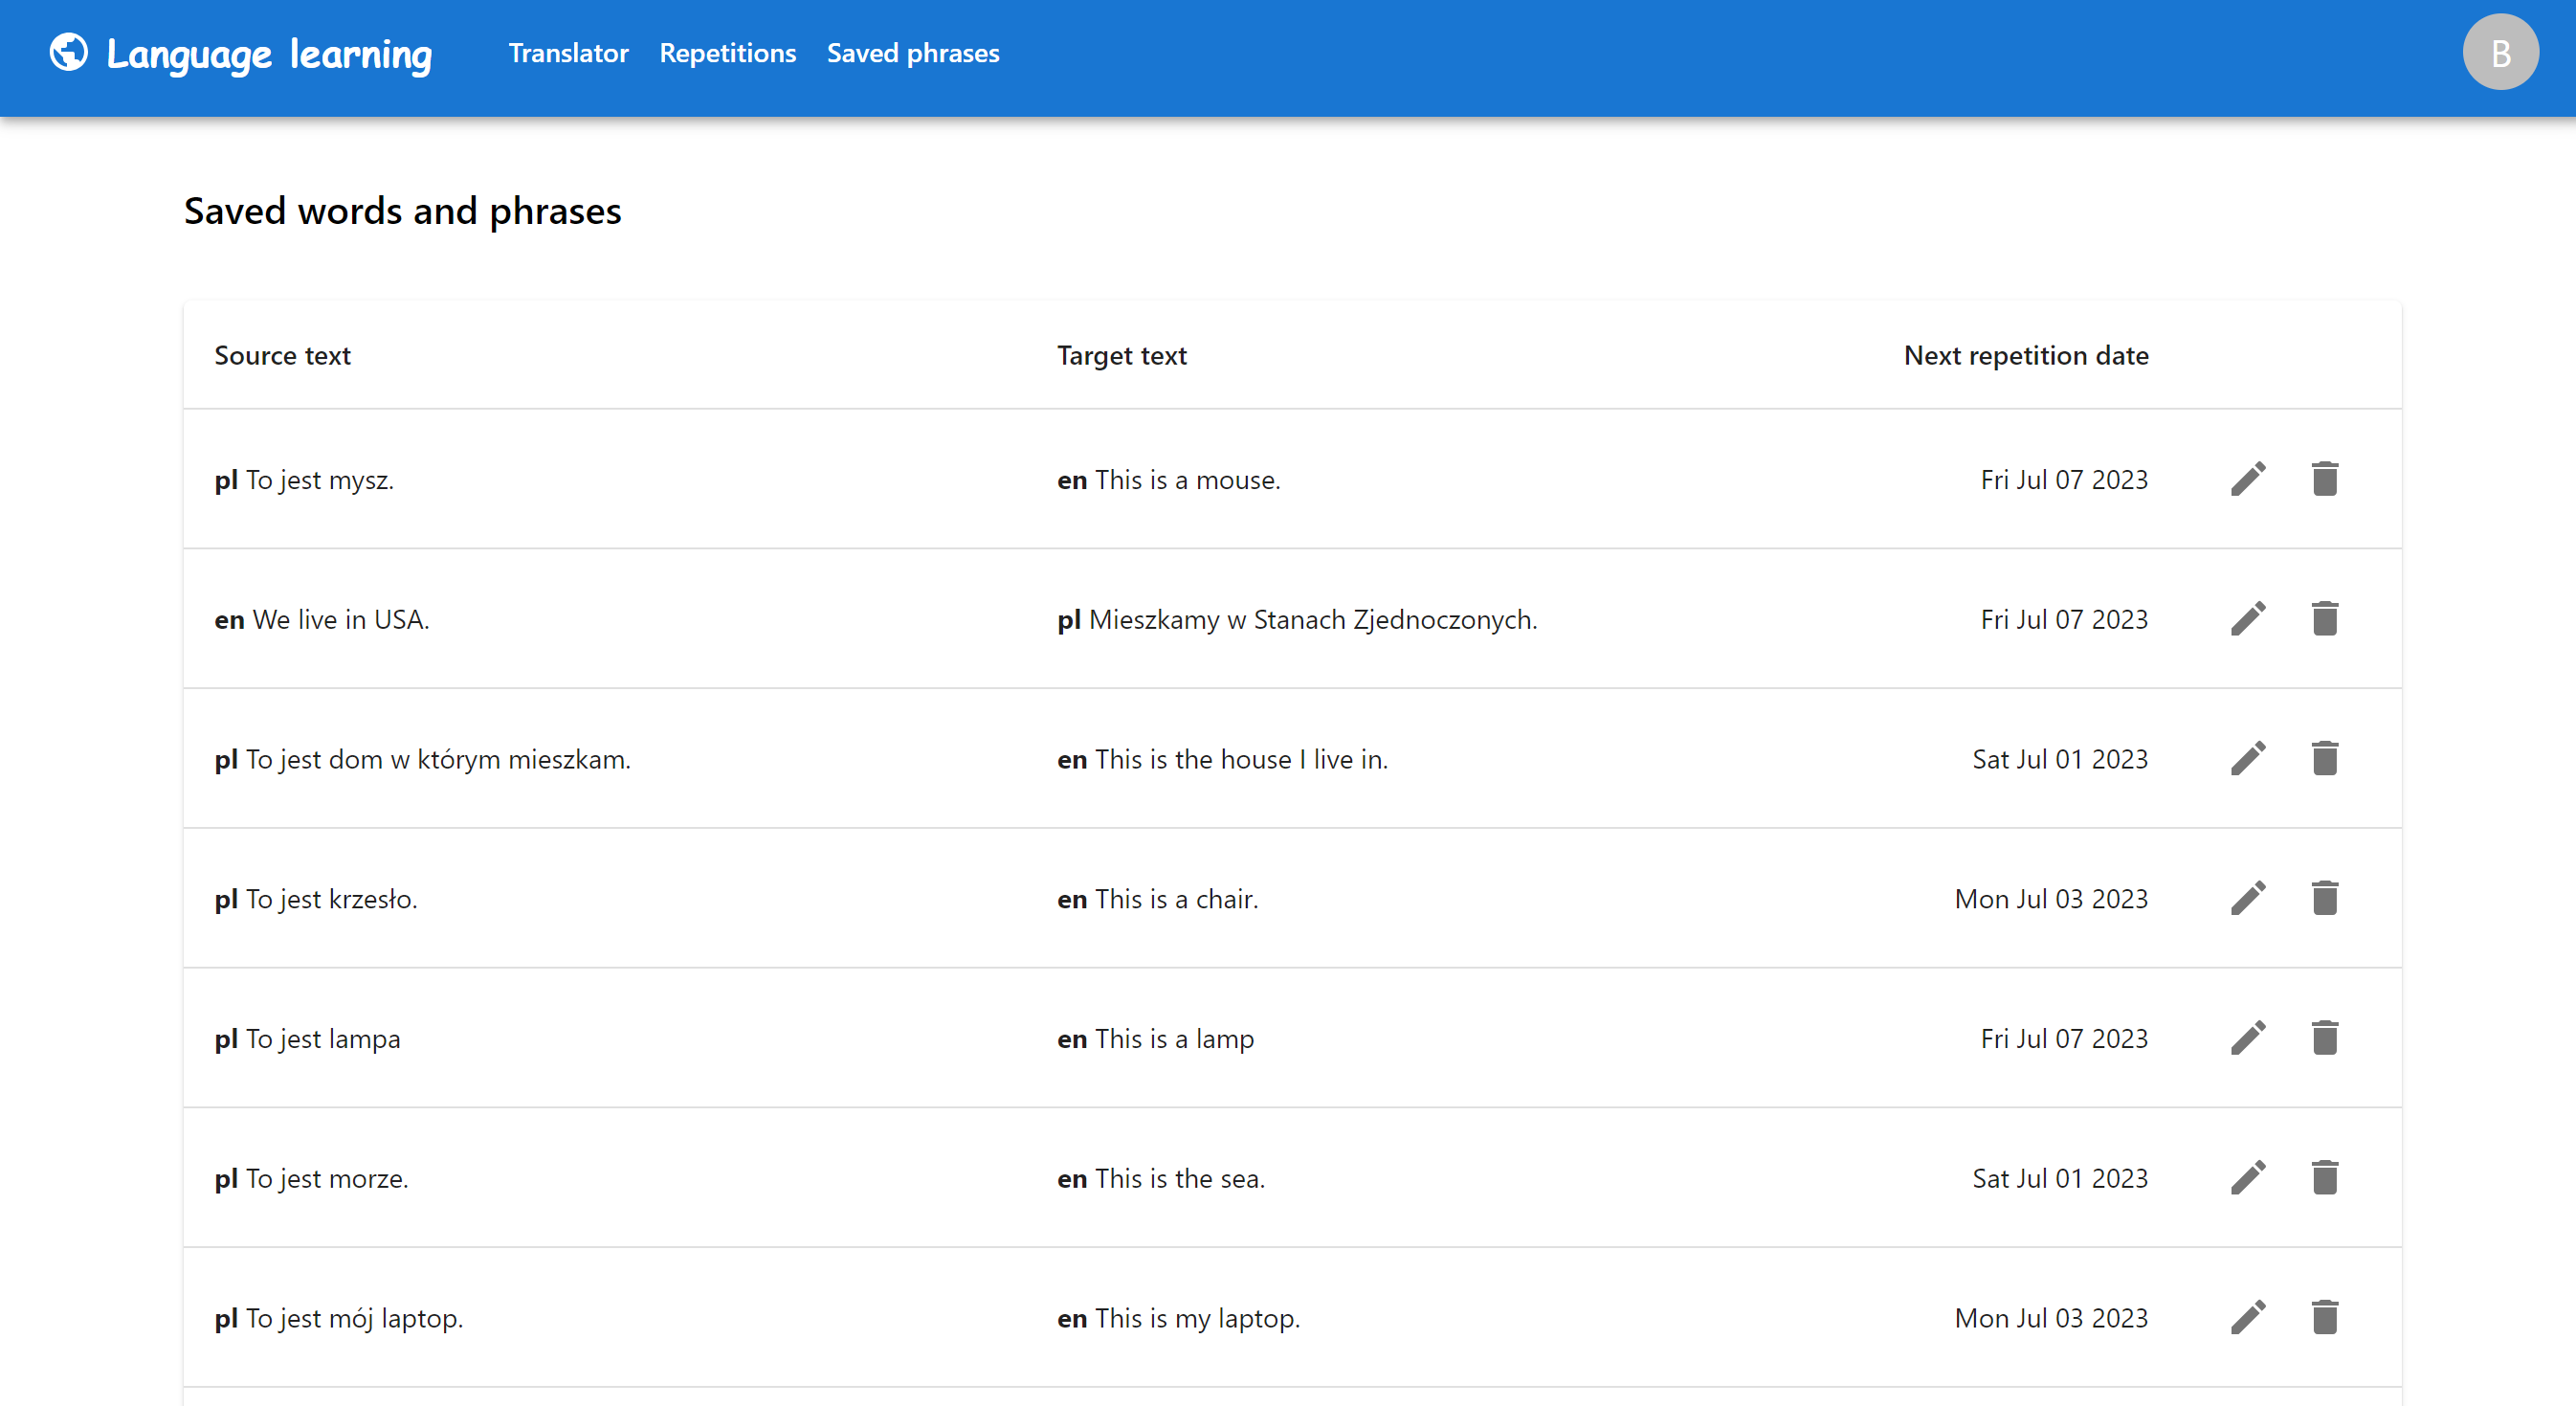 Language learning Translator Repetitions Saved phrases B
Saved words and phrases
Source text Target text Next repetition date
pl To jest mysz. en This is a mouse. Fri Jul 07 2023
en We live in USA. pl Mieszkamy w Stanach Zjednoczonych. Fri Jul 07 2023
pl To jest dom w którym mieszkam. en This is the house I live in. Sat Jul 01 2023
pl To jest krzesło. en This is a chair. Mon Jul 03 2023
pl To jest lampa en This is a lamp Fri Jul 07 2023
pl To jest morze. en This is the sea. Sat Jul 01 2023
pl To jest mój laptop. en This is my laptop. Mon Jul 03 2023